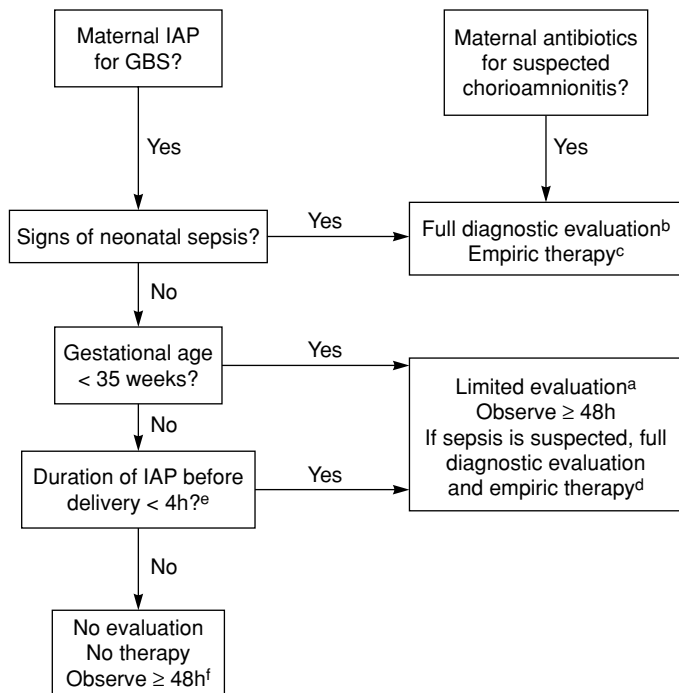 Maternal IAP
for GBS?
Maternal antibiotics
for suspected
chorioamnionitis?
Yes
Yes
Signs of neonatal sepsis?
Yes
Full diagnostic evaluationᵇ
Empiric therapyᶜ
No
Gestational age
< 35 weeks?
Yes
Limited evaluationᵃ
Observe ≥ 48h
If sepsis is suspected, full
diagnostic evaluation
and empiric therapyᵈ
No
Duration of IAP before
delivery < 4h?ᵉ
Yes
No
No evaluation
No therapy
Observe ≥ 48hᶠ